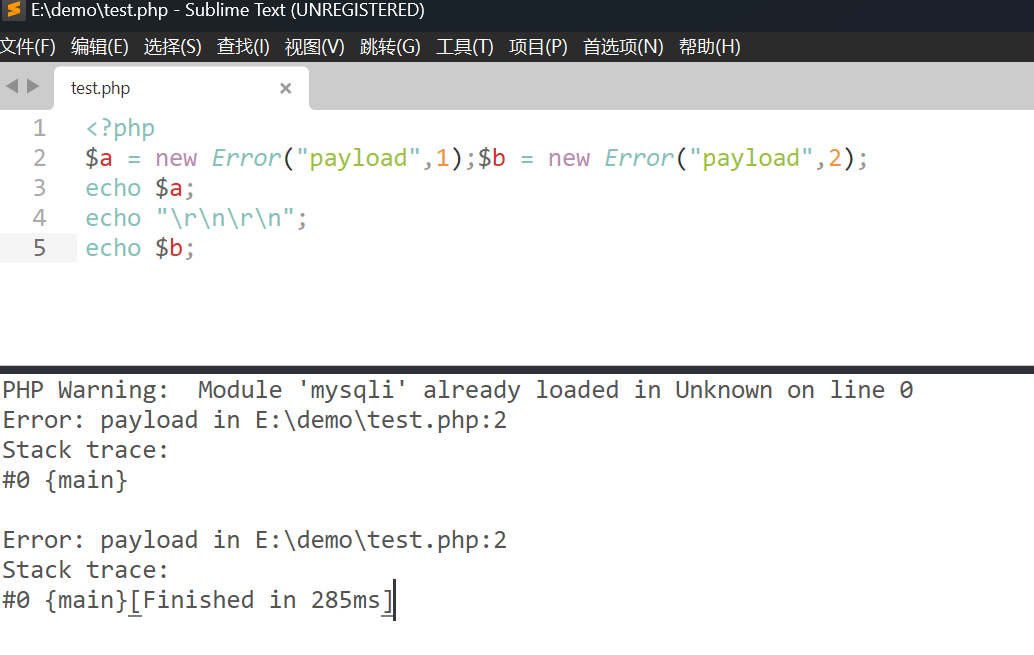 E:\demo\test.php - Sublime Text (UNREGISTERED)
文件(F) 编辑(E) 选择(S) 查找(I) 视图(V) 跳转(G) 工具(T) 项目(P) 首选项(N) 帮助(H)
test.php
1 <?php
2 $a = new Error("payload",1);$b = new Error("payload",2);
3 echo $a;
4 echo "\r\n\r\n";
5 echo $b;
PHP Warning:  Module 'mysqli' already loaded in Unknown on line 0
Error: payload in E:\demo\test.php:2
Stack trace:
#0 {main}
Error: payload in E:\demo\test.php:2
Stack trace:
#0 {main}[Finished in 285ms]